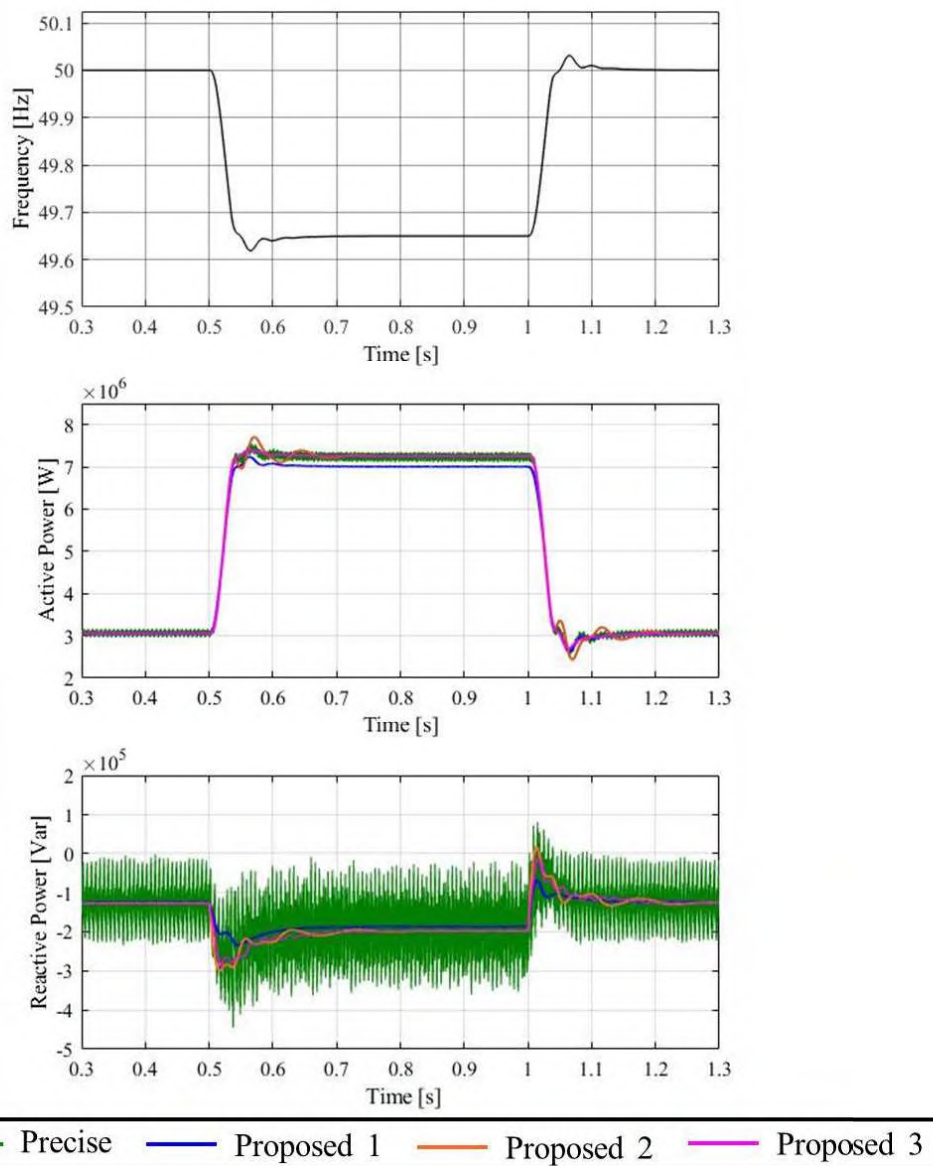 50.1
50
49.9
49.8
49.7
49.6
49.5
Frequency [Hz]
0.3 0.4 0.5 0.6 0.7 0.8 0.9 1 1.1 1.2 1.3
Time [s]
×10^6
8
7
6
5
4
3
2
Active Power [W]
0.3 0.4 0.5 0.6 0.7 0.8 0.9 1 1.1 1.2 1.3
Time [s]
×10^5
2
1
0
-1
-2
-3
-4
-5
Reactive Power [Var]
0.3 0.4 0.5 0.6 0.7 0.8 0.9 1 1.1 1.2 1.3
Time [s]
Precise Proposed 1 Proposed 2 Proposed 3